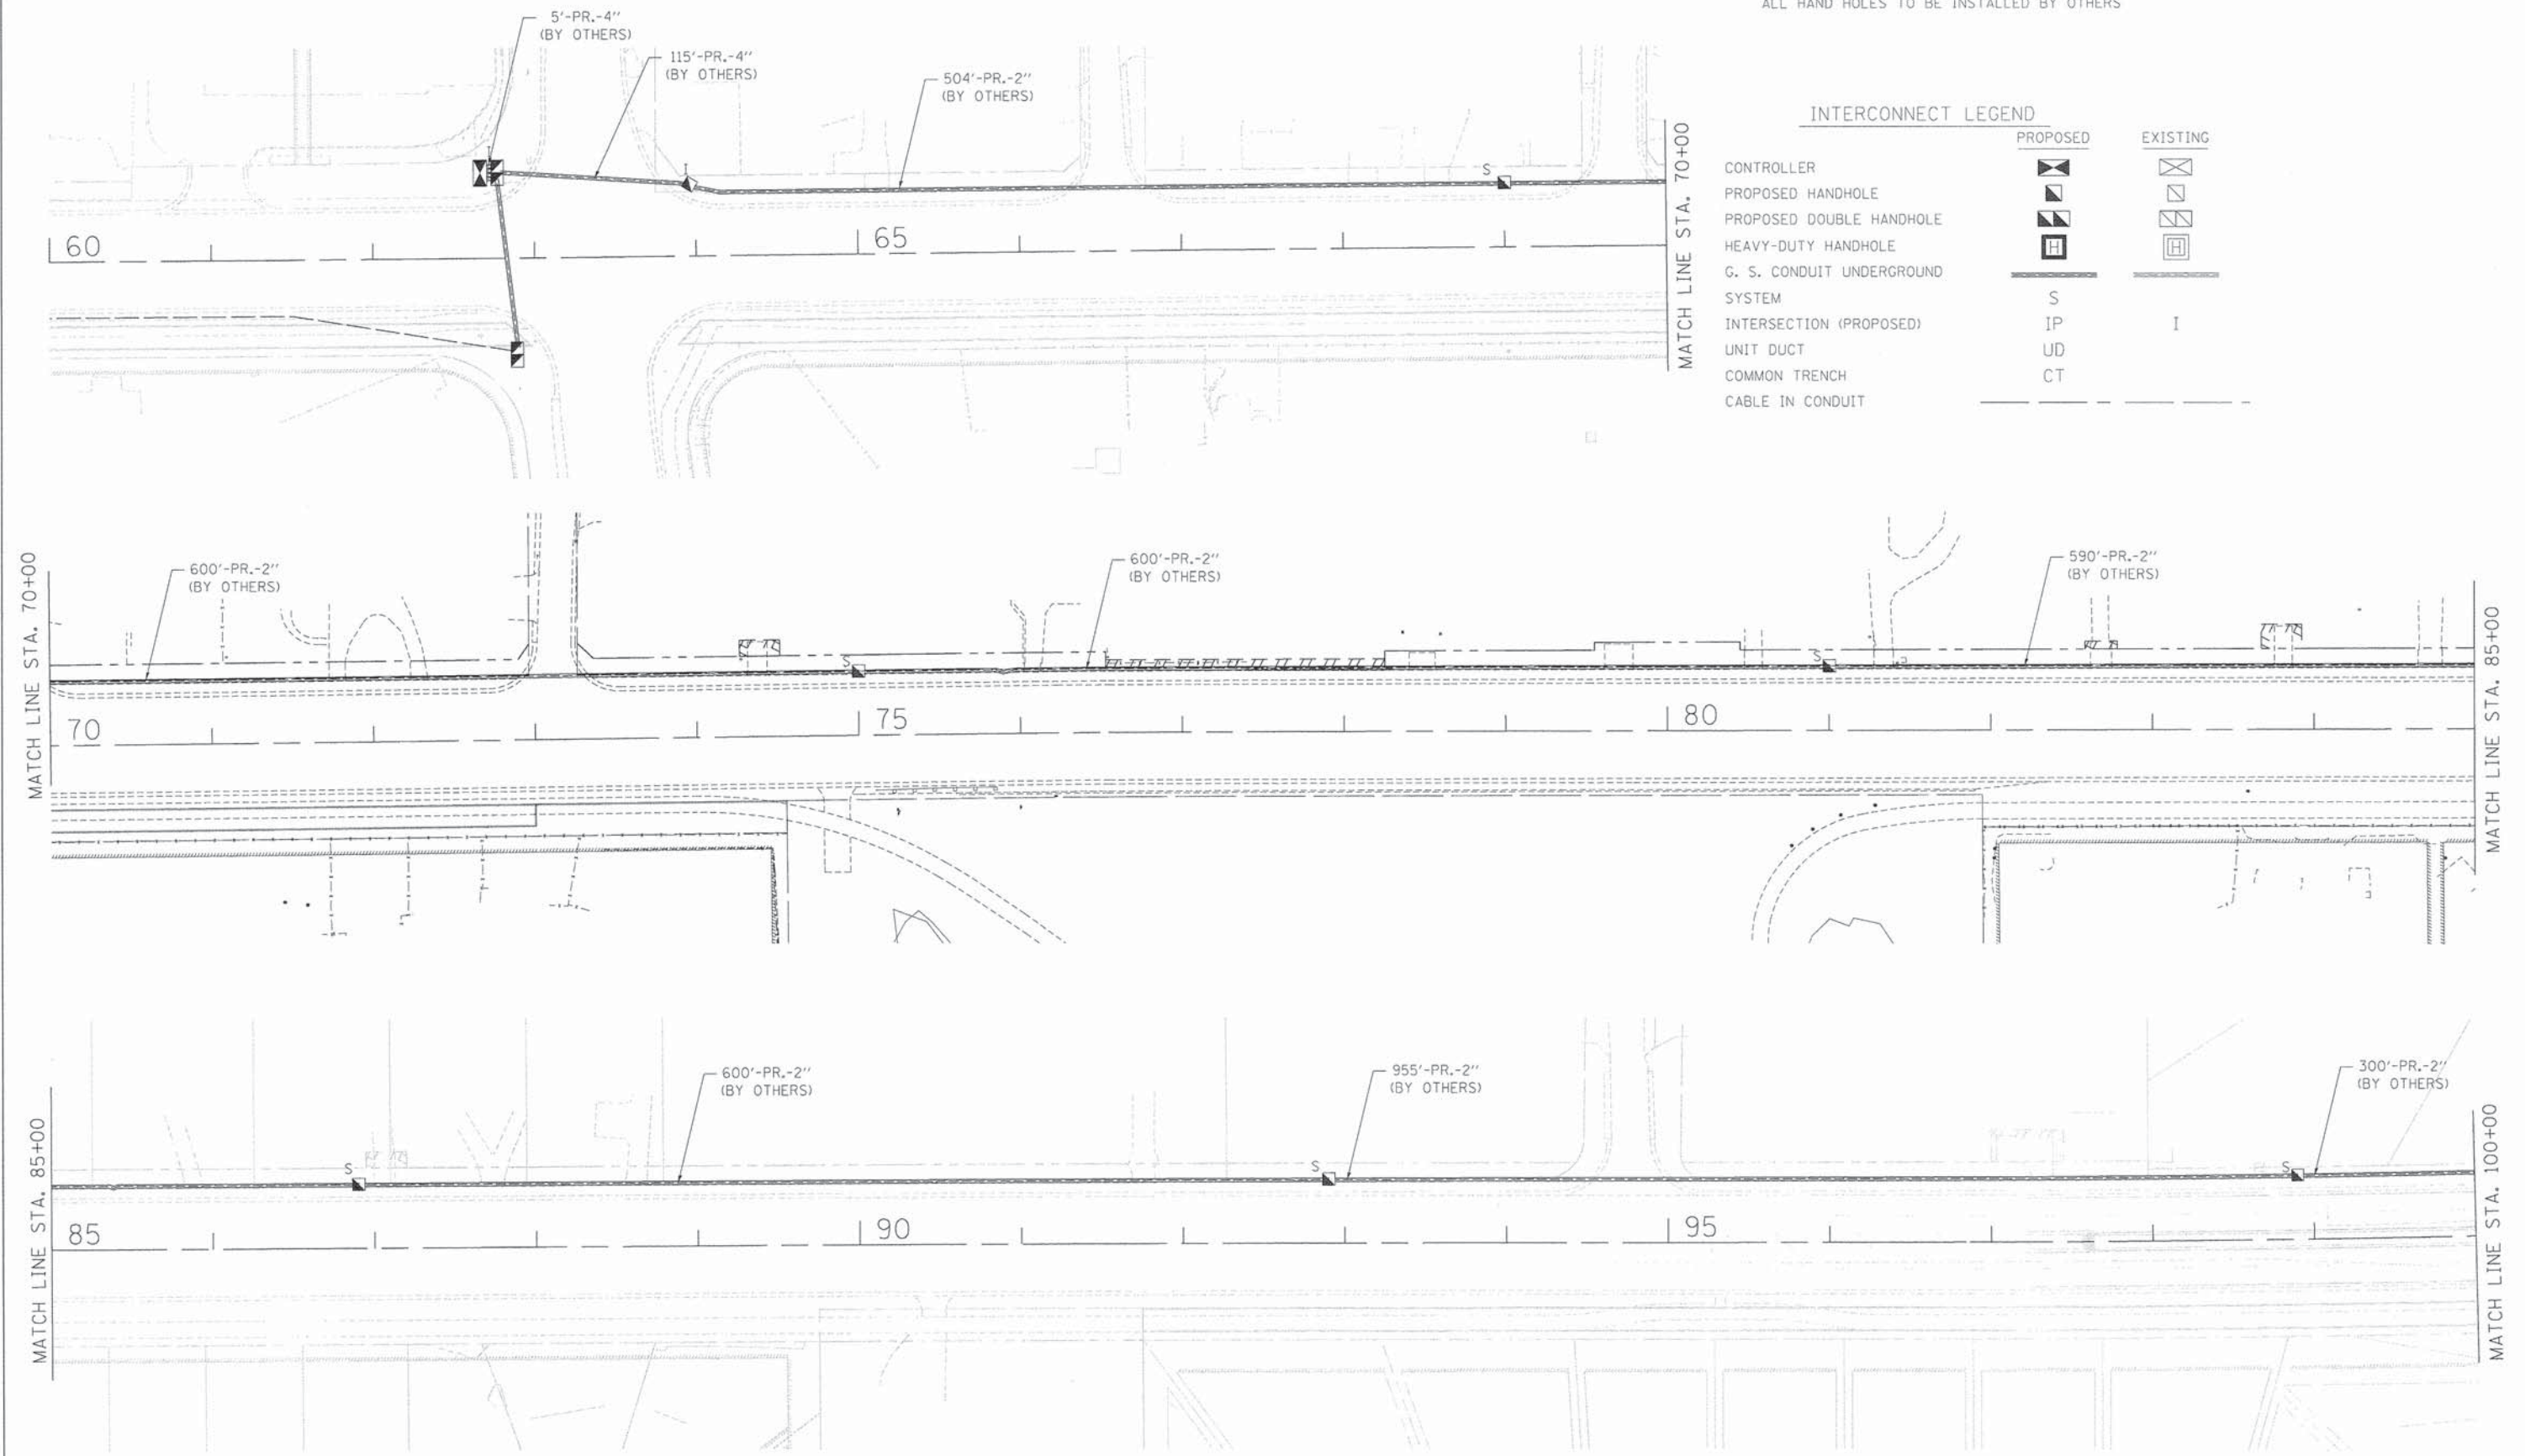 ALL HAND HOLES TO BE INSTALLED BY OTHERS
5'-PR.-4"
(BY OTHERS)
115'-PR.-4"
(BY OTHERS)
504'-PR.-2"
(BY OTHERS)
I
S
60
65
MATCH LINE STA. 70+00
INTERCONNECT LEGEND
PROPOSED EXISTING
CONTROLLER
PROPOSED HANDHOLE
PROPOSED DOUBLE HANDHOLE
HEAVY-DUTY HANDHOLE H H
G. S. CONDUIT UNDERGROUND
SYSTEM S
INTERSECTION (PROPOSED) IP I
UNIT DUCT UD
COMMON TRENCH CT
CABLE IN CONDUIT
MATCH LINE STA. 70+00
600'-PR.-2"
(BY OTHERS)
600'-PR.-2"
(BY OTHERS)
590'-PR.-2"
(BY OTHERS)
S
S
70
75
80
MATCH LINE STA. 85+00
MATCH LINE STA. 85+00
600'-PR.-2"
(BY OTHERS)
955'-PR.-2"
(BY OTHERS)
300'-PR.-2"
(BY OTHERS)
S
S
S
85
90
95
MATCH LINE STA. 100+00